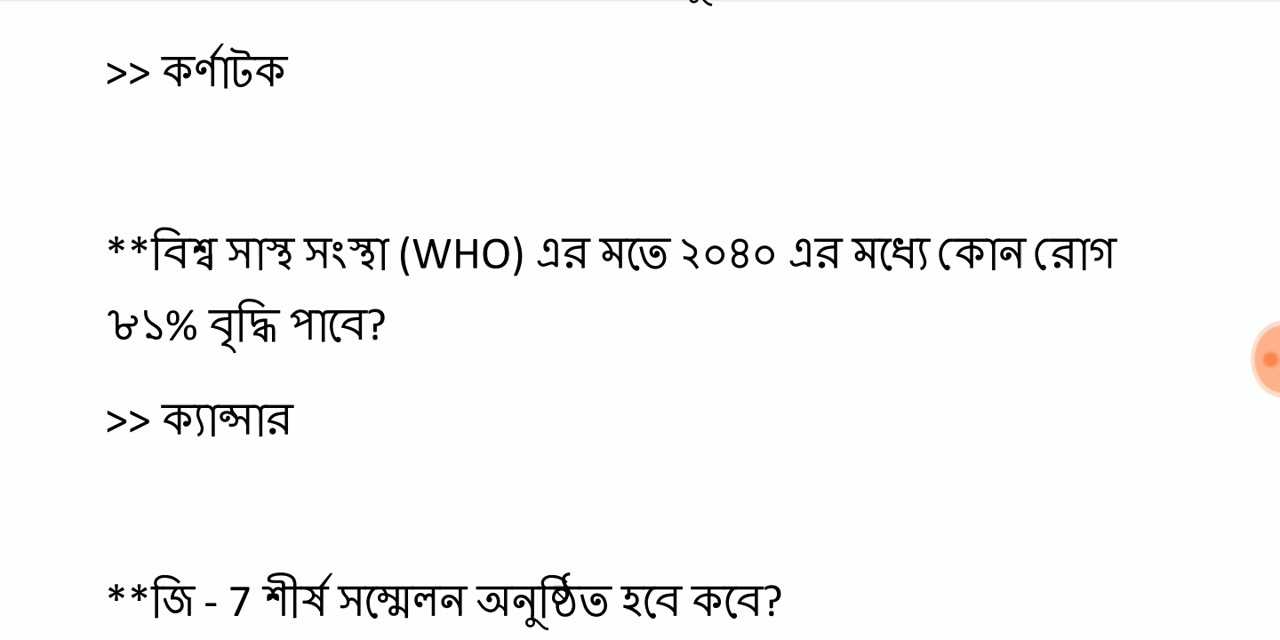 >> কর্ণাটক
**বিশ্ব সাস্থ সংস্থা (WHO) এর মতে ২০৪০ এর মধ্যে কোন রোগ
৮১% বৃদ্ধি পাবে?
>> ক্যান্সার
**জি - 7 শীর্ষ সম্মেলন অনুষ্ঠিত হবে কবে?